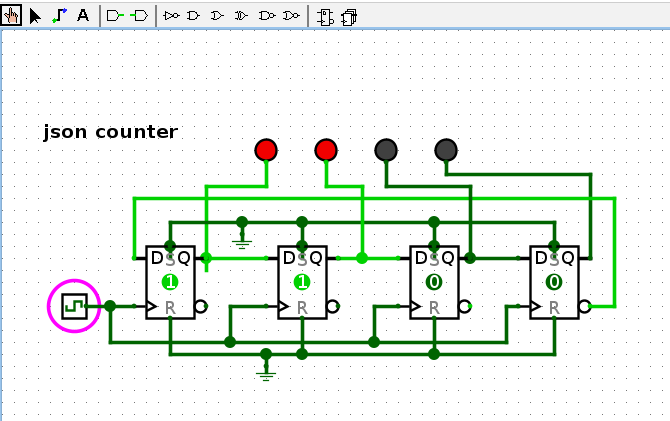 A
json counter
D S Q D S Q D S Q D S Q
1 1 0 0
R R R R